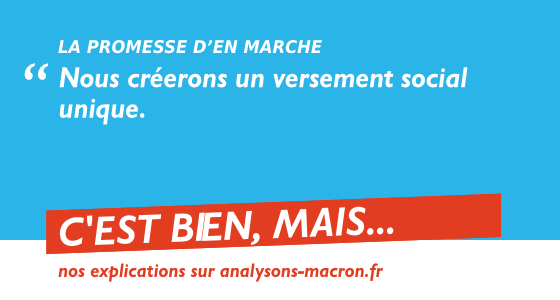 LA PROMESSE D’EN MARCHE
“ Nous créerons un versement social
unique.
C'EST BIEN, MAIS...
nos explications sur analysons-macron.fr